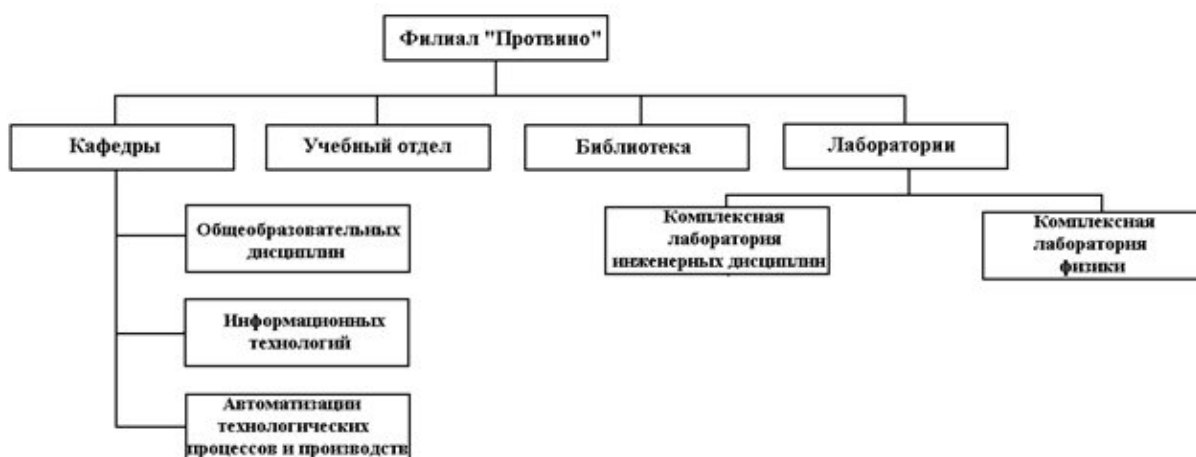 Филиал "Протвино"
Кафедры
Учебный отдел
Библиотека
Лаборатории
Общеобразовательных
дисциплин
Информационных
технологий
Автоматизации
технологических
процессов и производств
Комплексная
лаборатория
инженерных дисциплин
Комплексная
лаборатория
физики